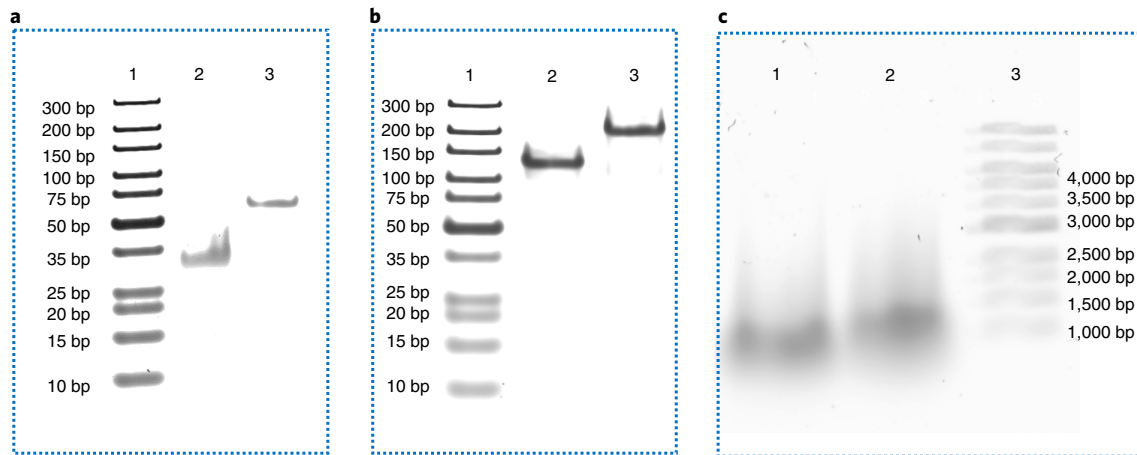 a
1 2 3
300 bp
200 bp
150 bp
100 bp
75 bp
50 bp
35 bp
25 bp
20 bp
15 bp
10 bp
b
1 2 3
300 bp
200 bp
150 bp
100 bp
75 bp
50 bp
35 bp
25 bp
20 bp
15 bp
10 bp
c
1 2 3
4,000 bp
3,500 bp
3,000 bp
2,500 bp
2,000 bp
1,500 bp
1,000 bp